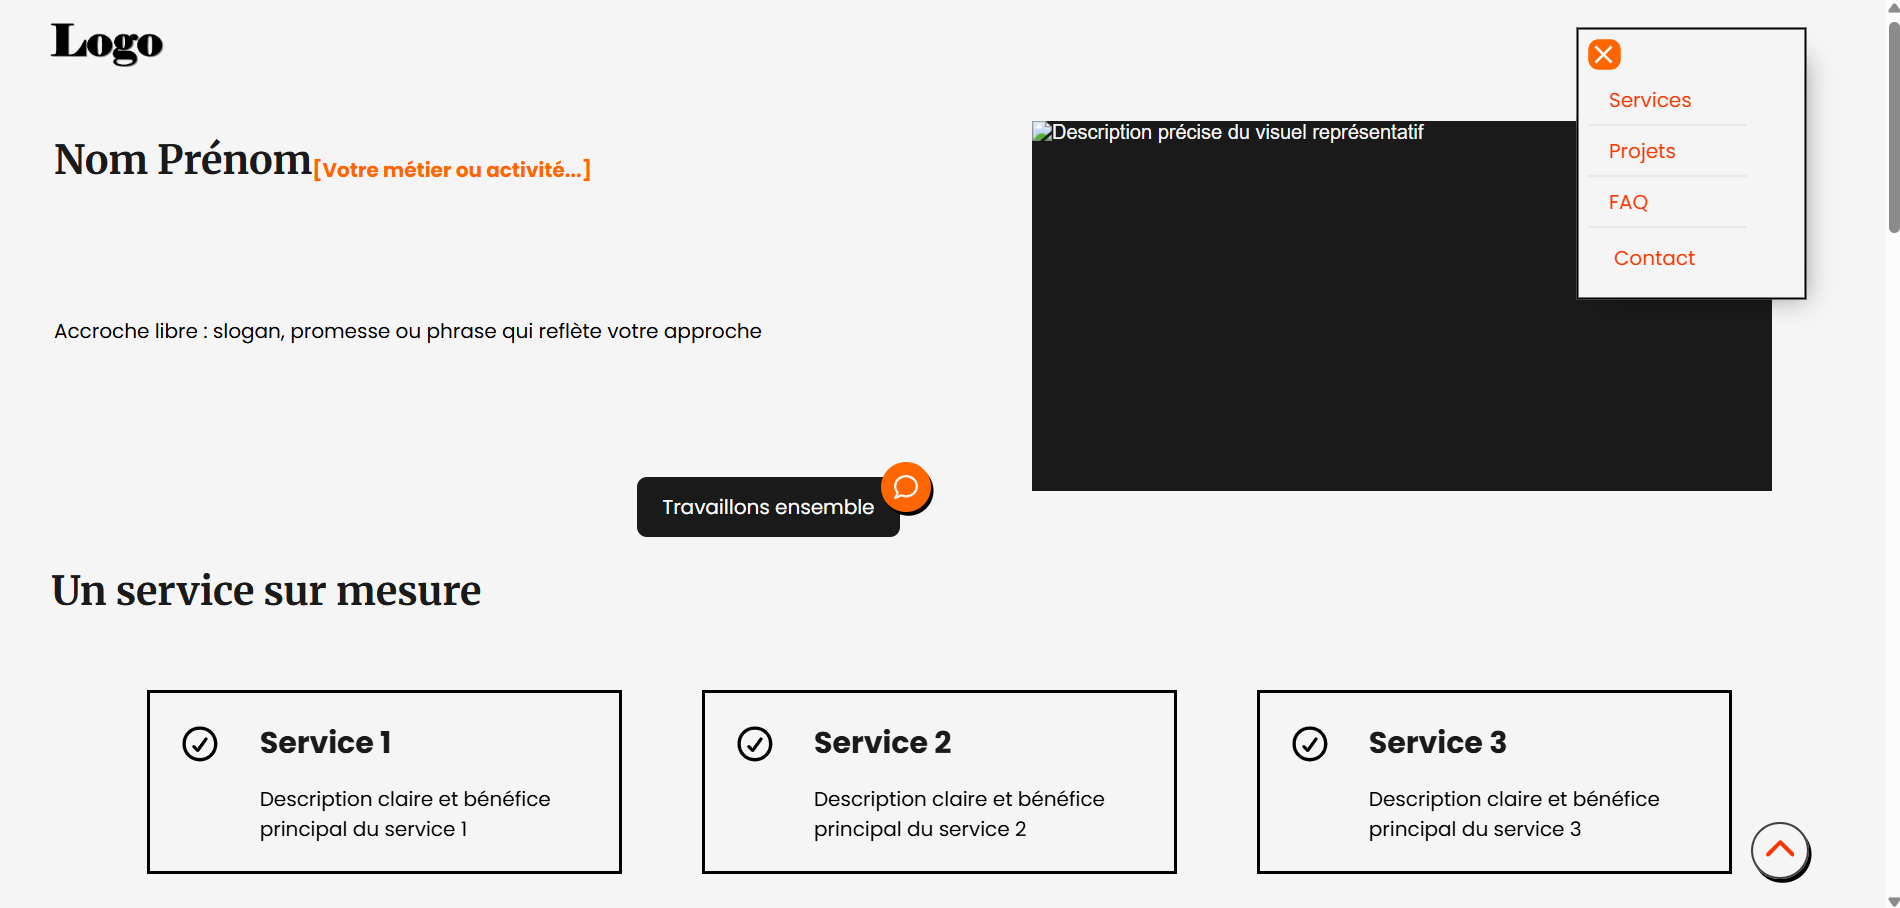 Logo
Services
Projets
FAQ
Contact
Nom Prénom[Votre métier ou activité...]
Description précise du visuel représentatif
Accroche libre : slogan, promesse ou phrase qui reflète votre approche
Travaillons ensemble
Un service sur mesure
Service 1
Description claire et bénéfice
principal du service 1
Service 2
Description claire et bénéfice
principal du service 2
Service 3
Description claire et bénéfice
principal du service 3